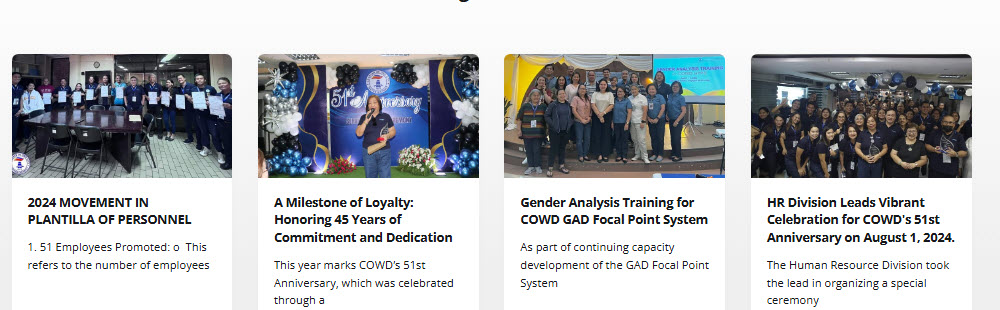 51st Anniversary
GENDER ANALYSIS TRAINING
2024 MOVEMENT IN
PLANTILLA OF PERSONNEL
1. 51 Employees Promoted: o  This
refers to the number of employees
A Milestone of Loyalty:
Honoring 45 Years of
Commitment and Dedication
This year marks COWD's 51st
Anniversary, which was celebrated
through a
Gender Analysis Training for
COWD GAD Focal Point System
As part of continuing capacity
development of the GAD Focal Point
System
HR Division Leads Vibrant
Celebration for COWD's 51st
Anniversary on August 1, 2024.
The Human Resource Division took
the lead in organizing a special
ceremony